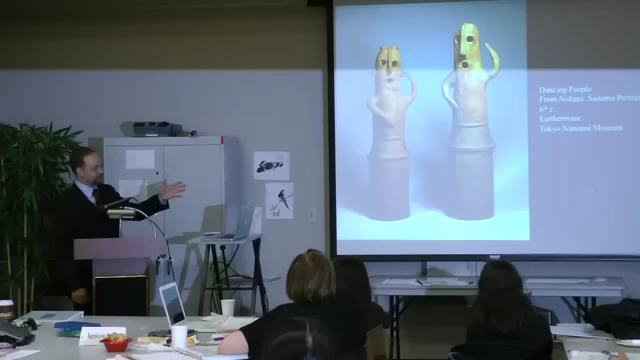 Dancing People
From Nohara, Saitama Prefecture
6th c.
Earthenware
Tokyo National Museum